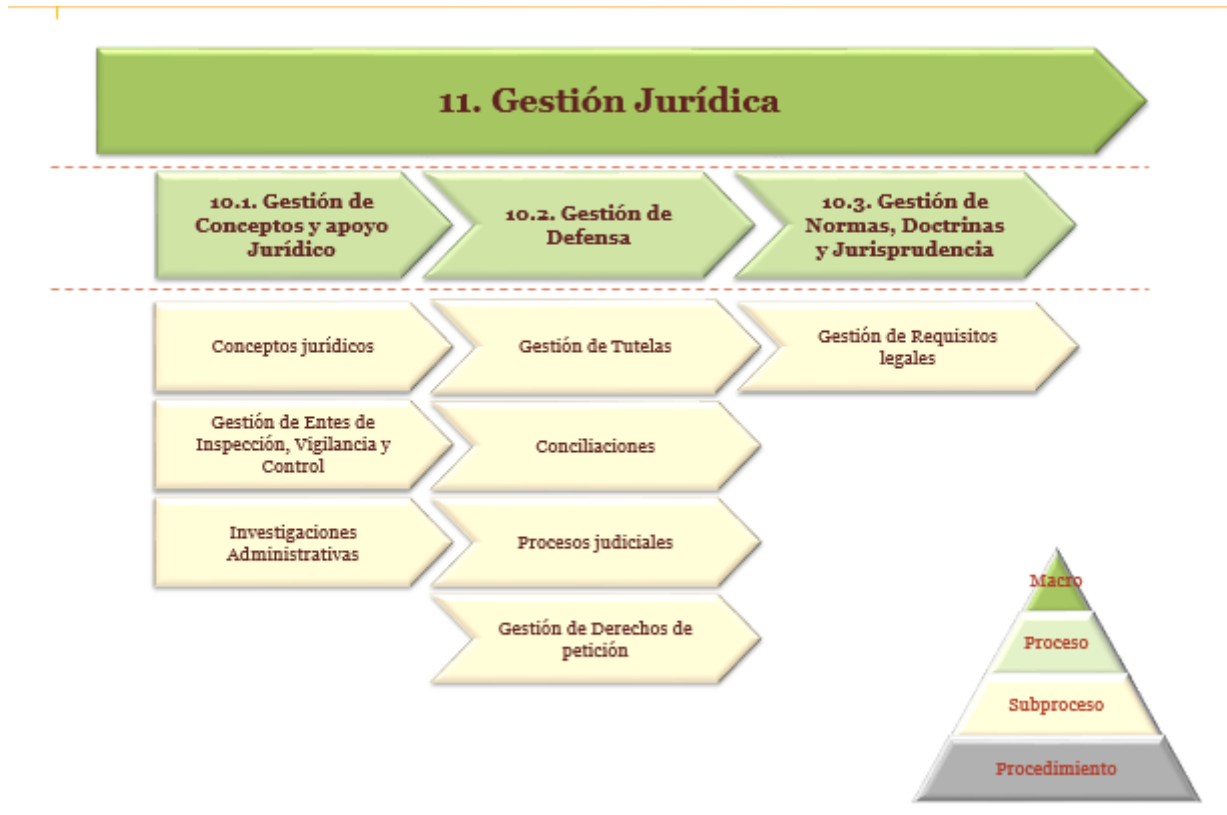 11. Gestión Jurídica
10.1. Gestión de
Conceptos y apoyo
Jurídico
10.2. Gestión de
Defensa
10.3. Gestión de
Normas, Doctrinas
y Jurisprudencia
Conceptos jurídicos
Gestión de Tutelas
Gestión de Requisitos
legales
Gestión de Entes de
Inspección, Vigilancia y
Control
Conciliaciones
Investigaciones
Administrativas
Procesos judiciales
Gestión de Derechos de
petición
Macro
Proceso
Subproceso
Procedimiento